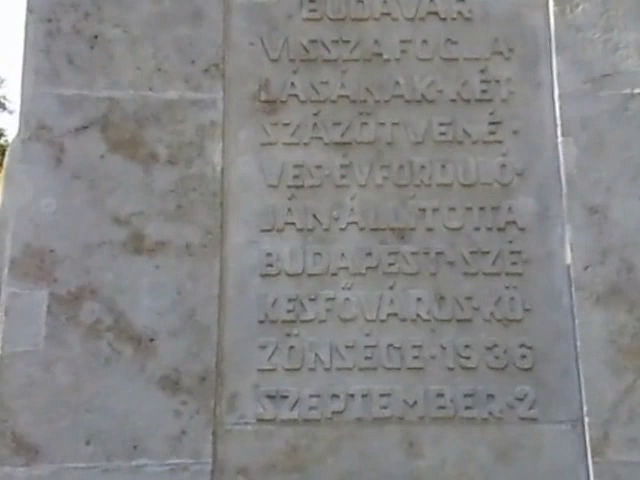 BUDAVÁR
VISSZAFOGLA·
LÁSÁNAK·KÉT·
SZÁZÖTVENÉ·
VES·ÉVFORDULÓ·
JÁN·ÁLLÍTOTTA
BUDAPEST·SZÉ·
KESFŐVÁROS·KÖ·
ZÖNSÉGE·1936
SZEPTEMBER·2